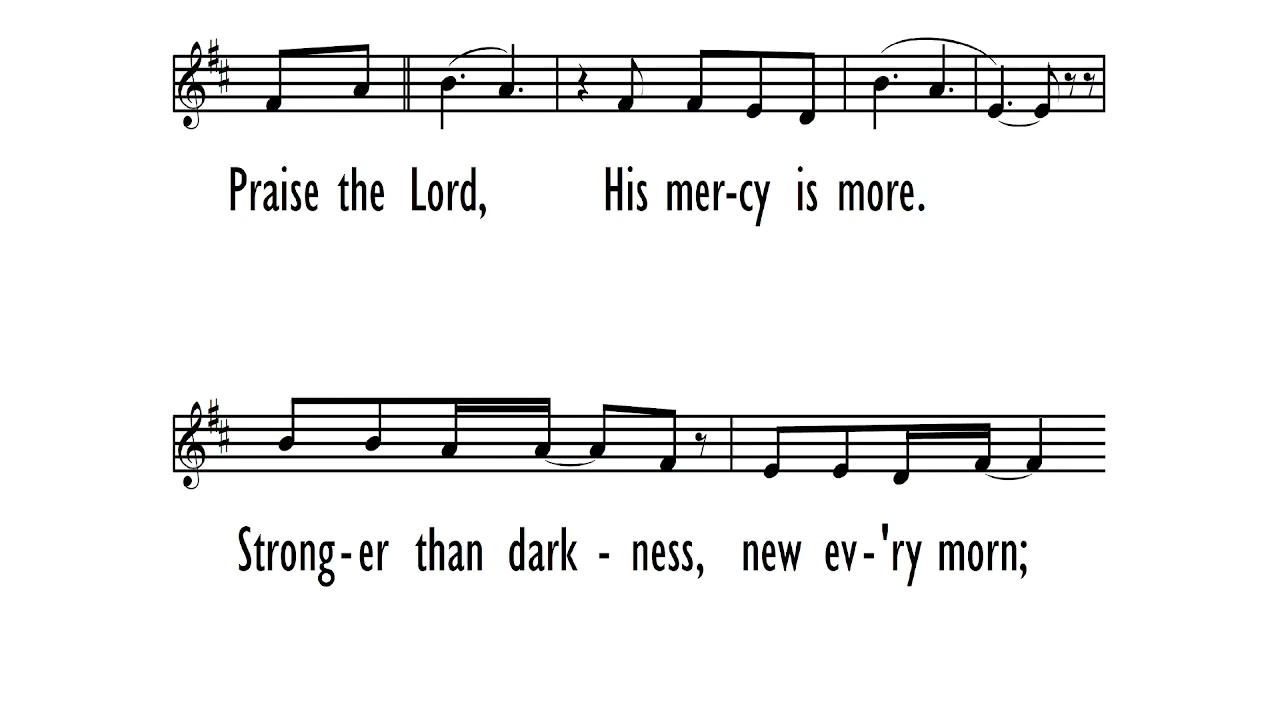 Praise the Lord, His mer-cy is more.
Strong-er than dark - ness, new ev-'ry morn;